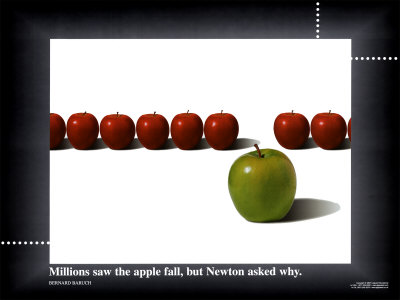 Millions saw the apple fall, but Newton asked why.
BERNARD BARUCH